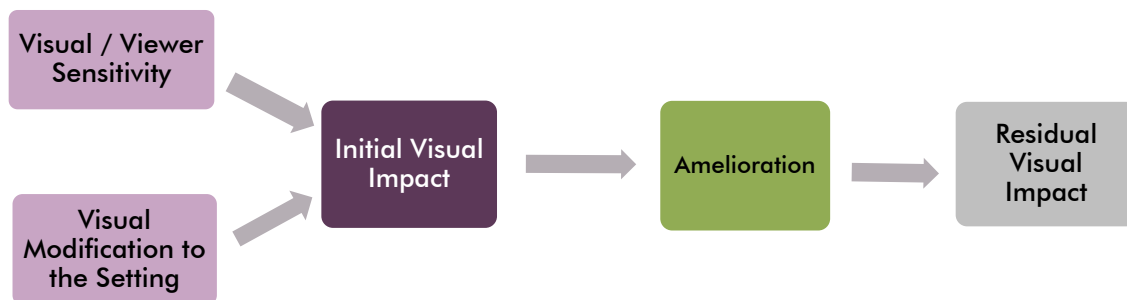 Visual / Viewer
Sensitivity
Visual
Modification to
the Setting
Initial Visual
Impact
Amelioration
Residual
Visual
Impact